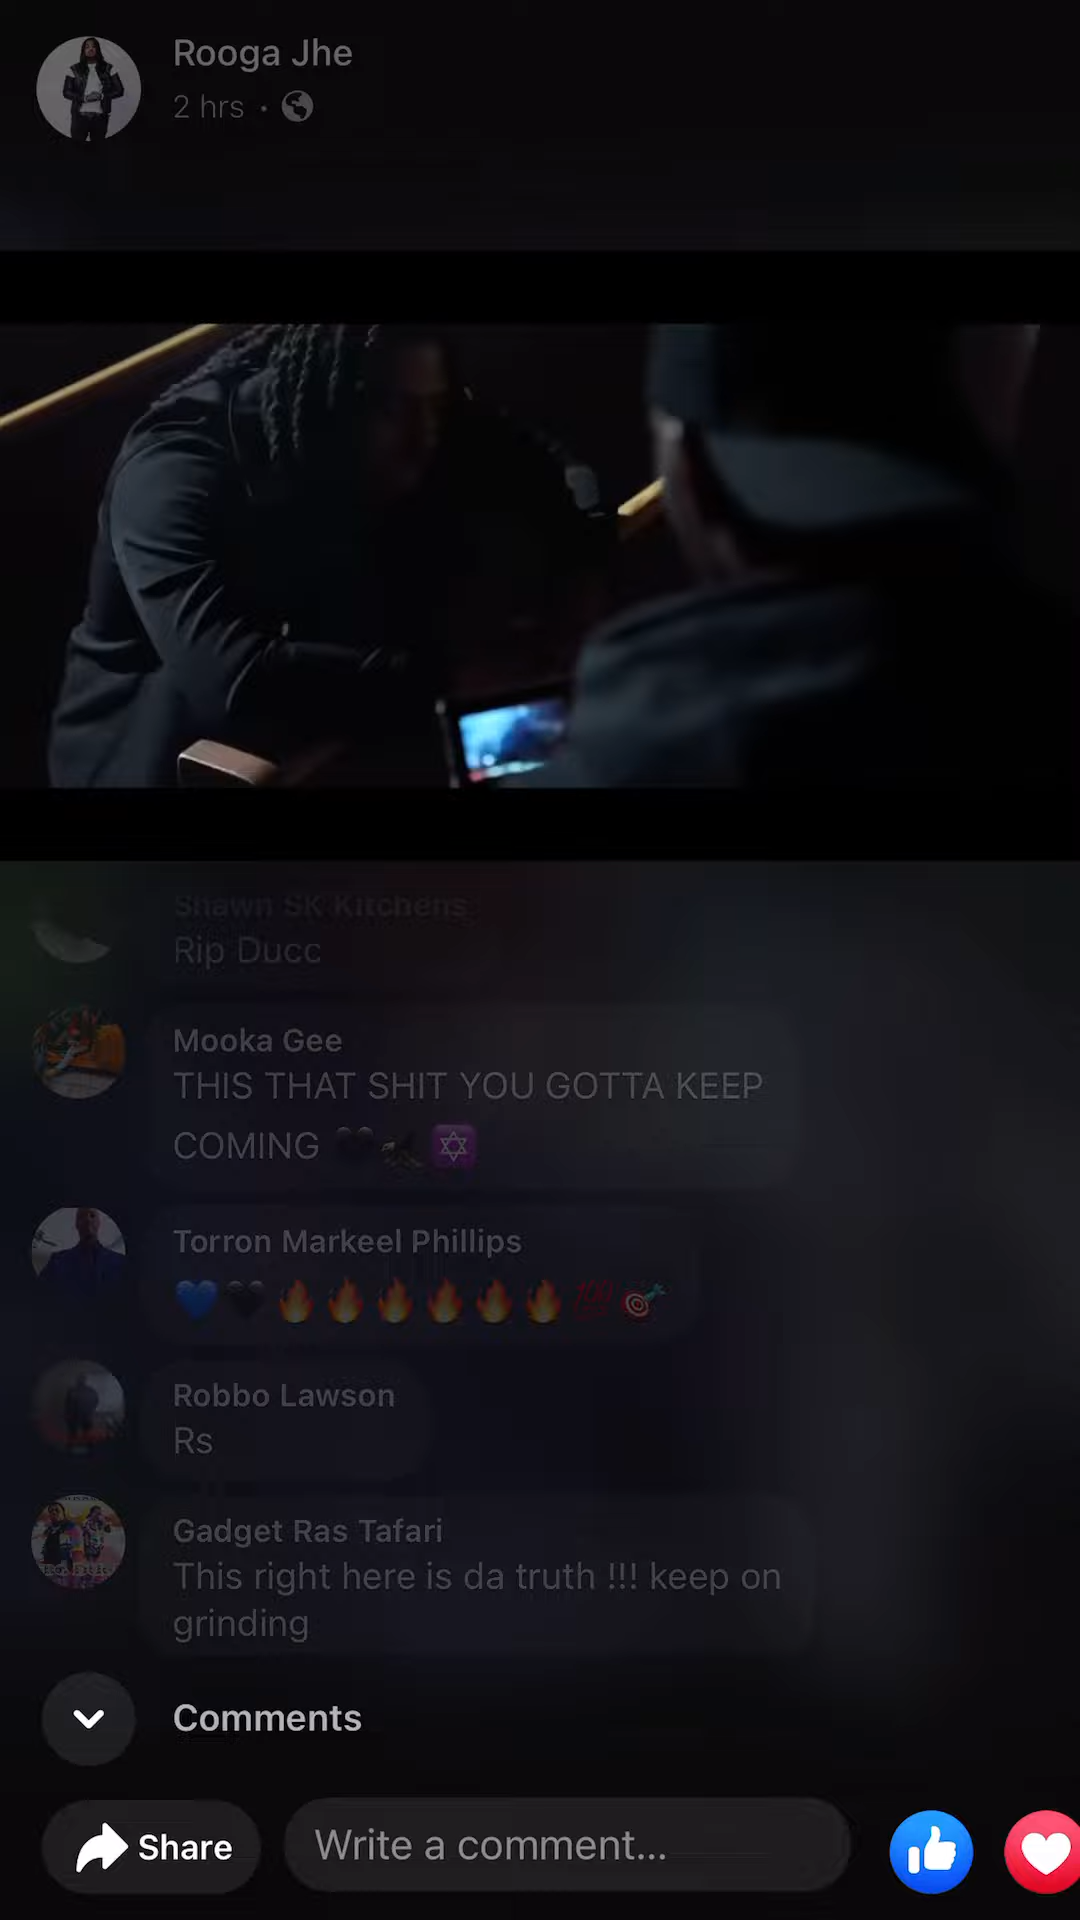 Rooga Jhe
2 hrs ·
Shawn SK Kitchens
Rip Ducc
Mooka Gee
THIS THAT SHIT YOU GOTTA KEEP
COMING 🖤
Torron Markeel Phillips
💙🖤🔥🔥🔥🔥🔥🔥💯🎯
Robbo Lawson
Rs
Gadget Ras Tafari
This right here is da truth !!! keep on
grinding
Comments
Share
Write a comment...